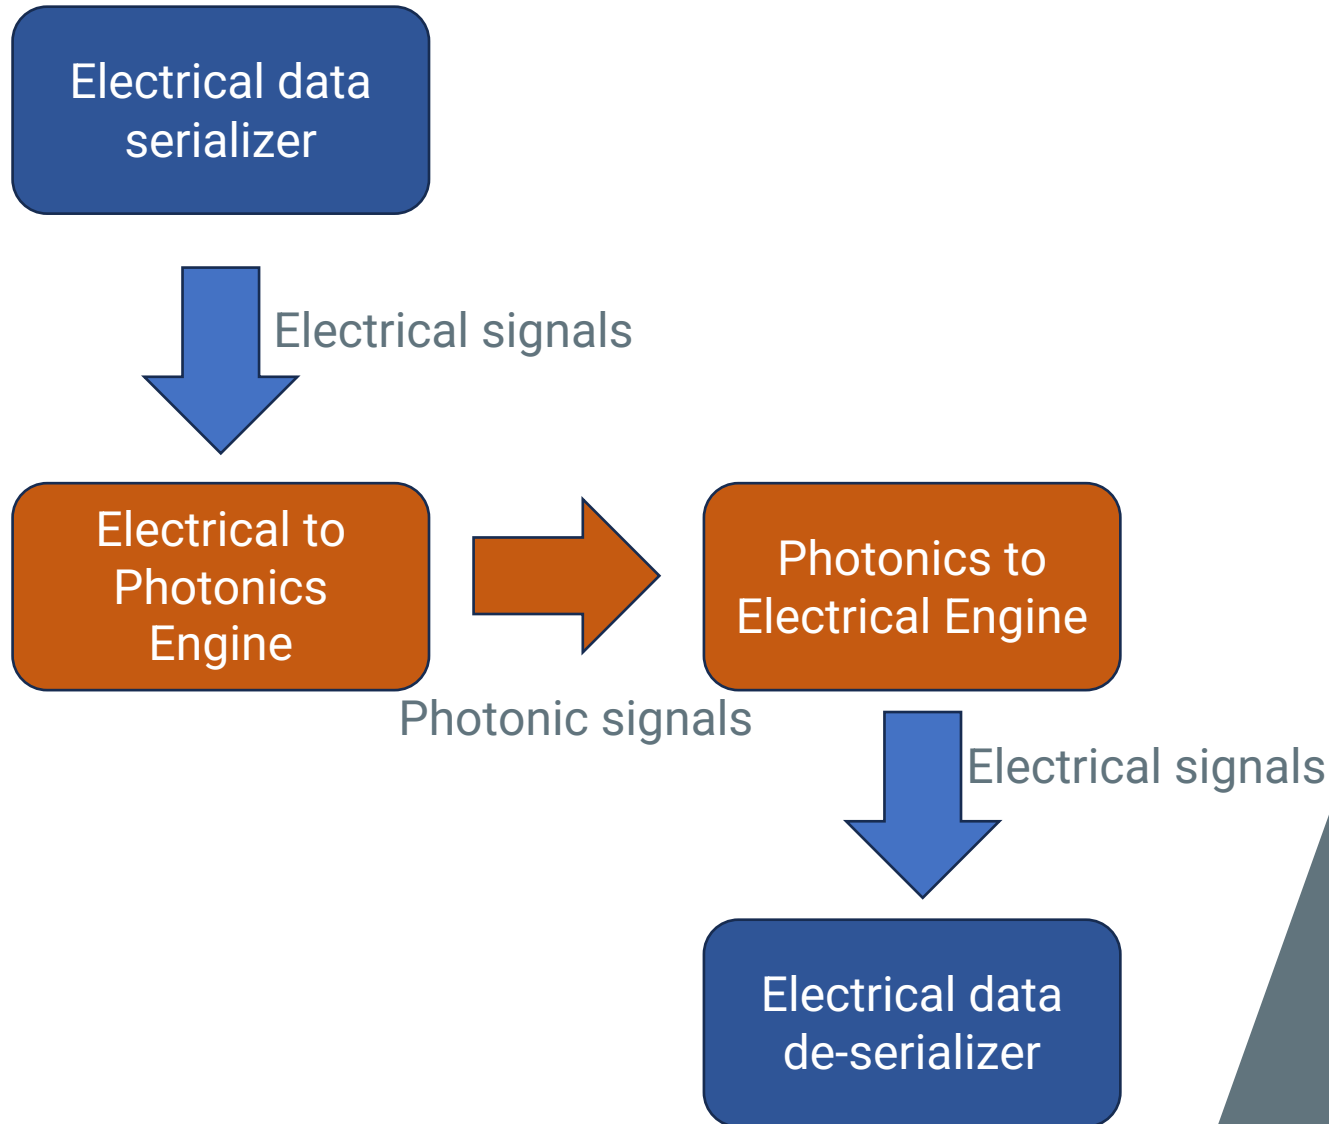 Electrical data
serializer
Electrical signals
Electrical to
Photonics
Engine
Photonics to
Electrical Engine
Photonic signals
Electrical signals
Electrical data
de-serializer